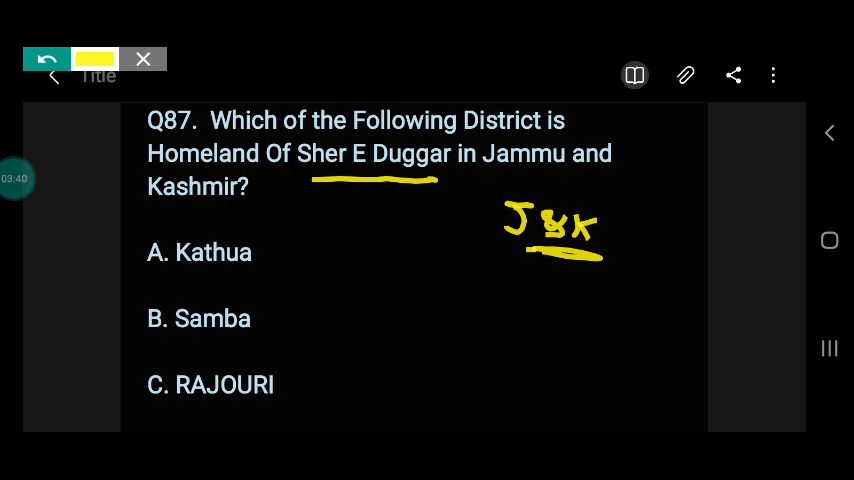 Title
03:40
Q87. Which of the Following District is
Homeland Of Sher E Duggar in Jammu and
Kashmir?
J & K
A. Kathua
B. Samba
C. RAJOURI